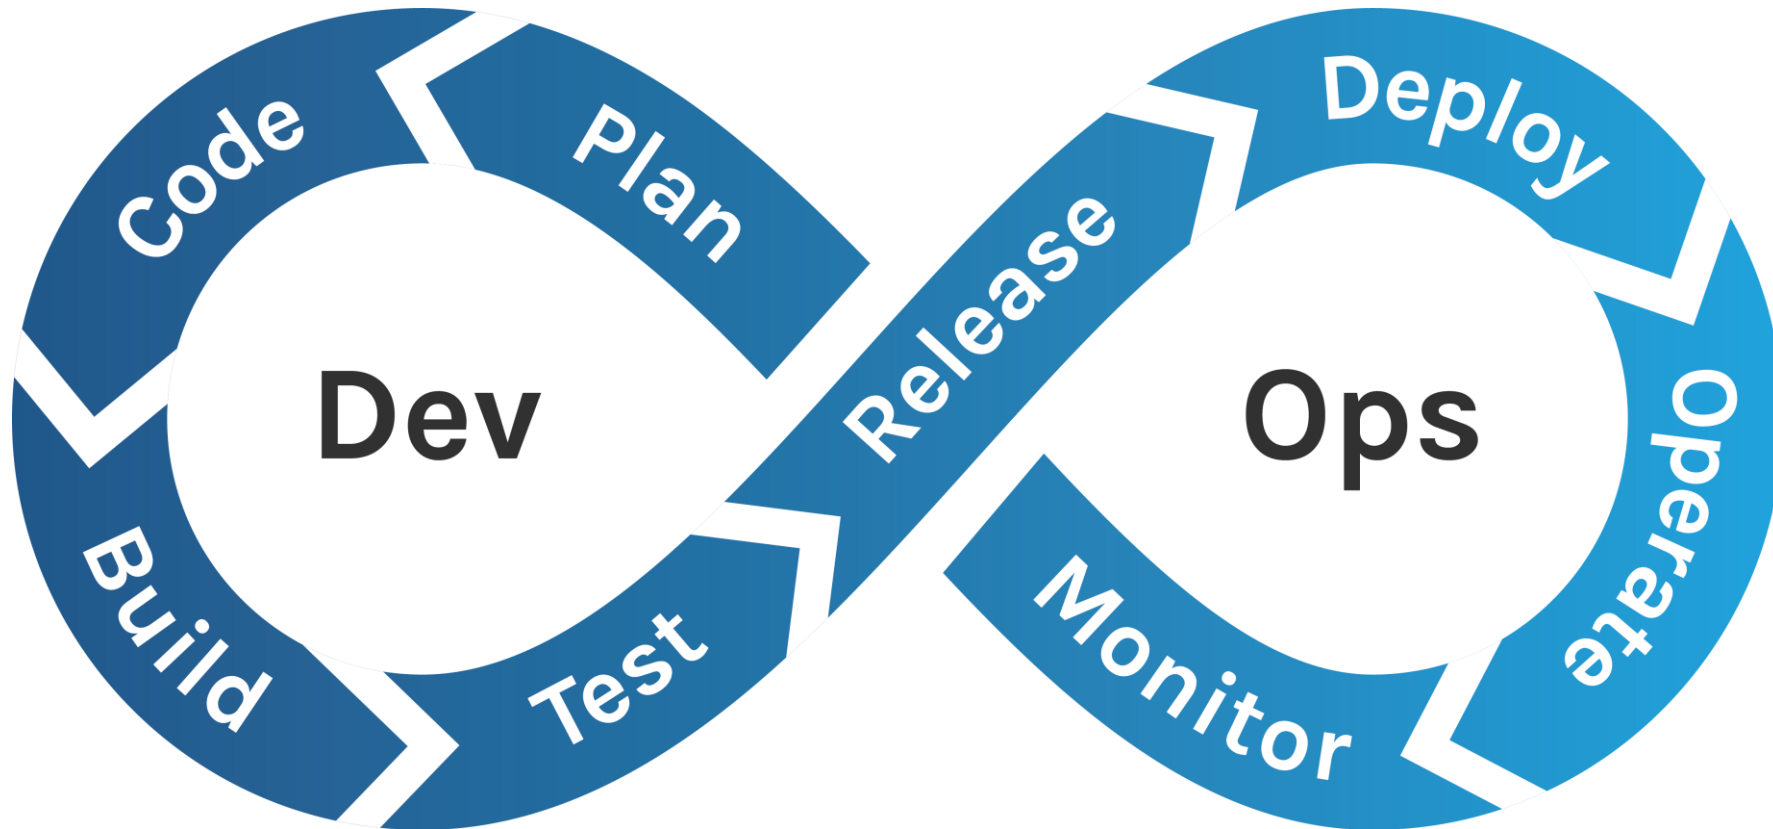 Plan
Code
Build
Test
Release
Deploy
Operate
Monitor
Dev
Ops